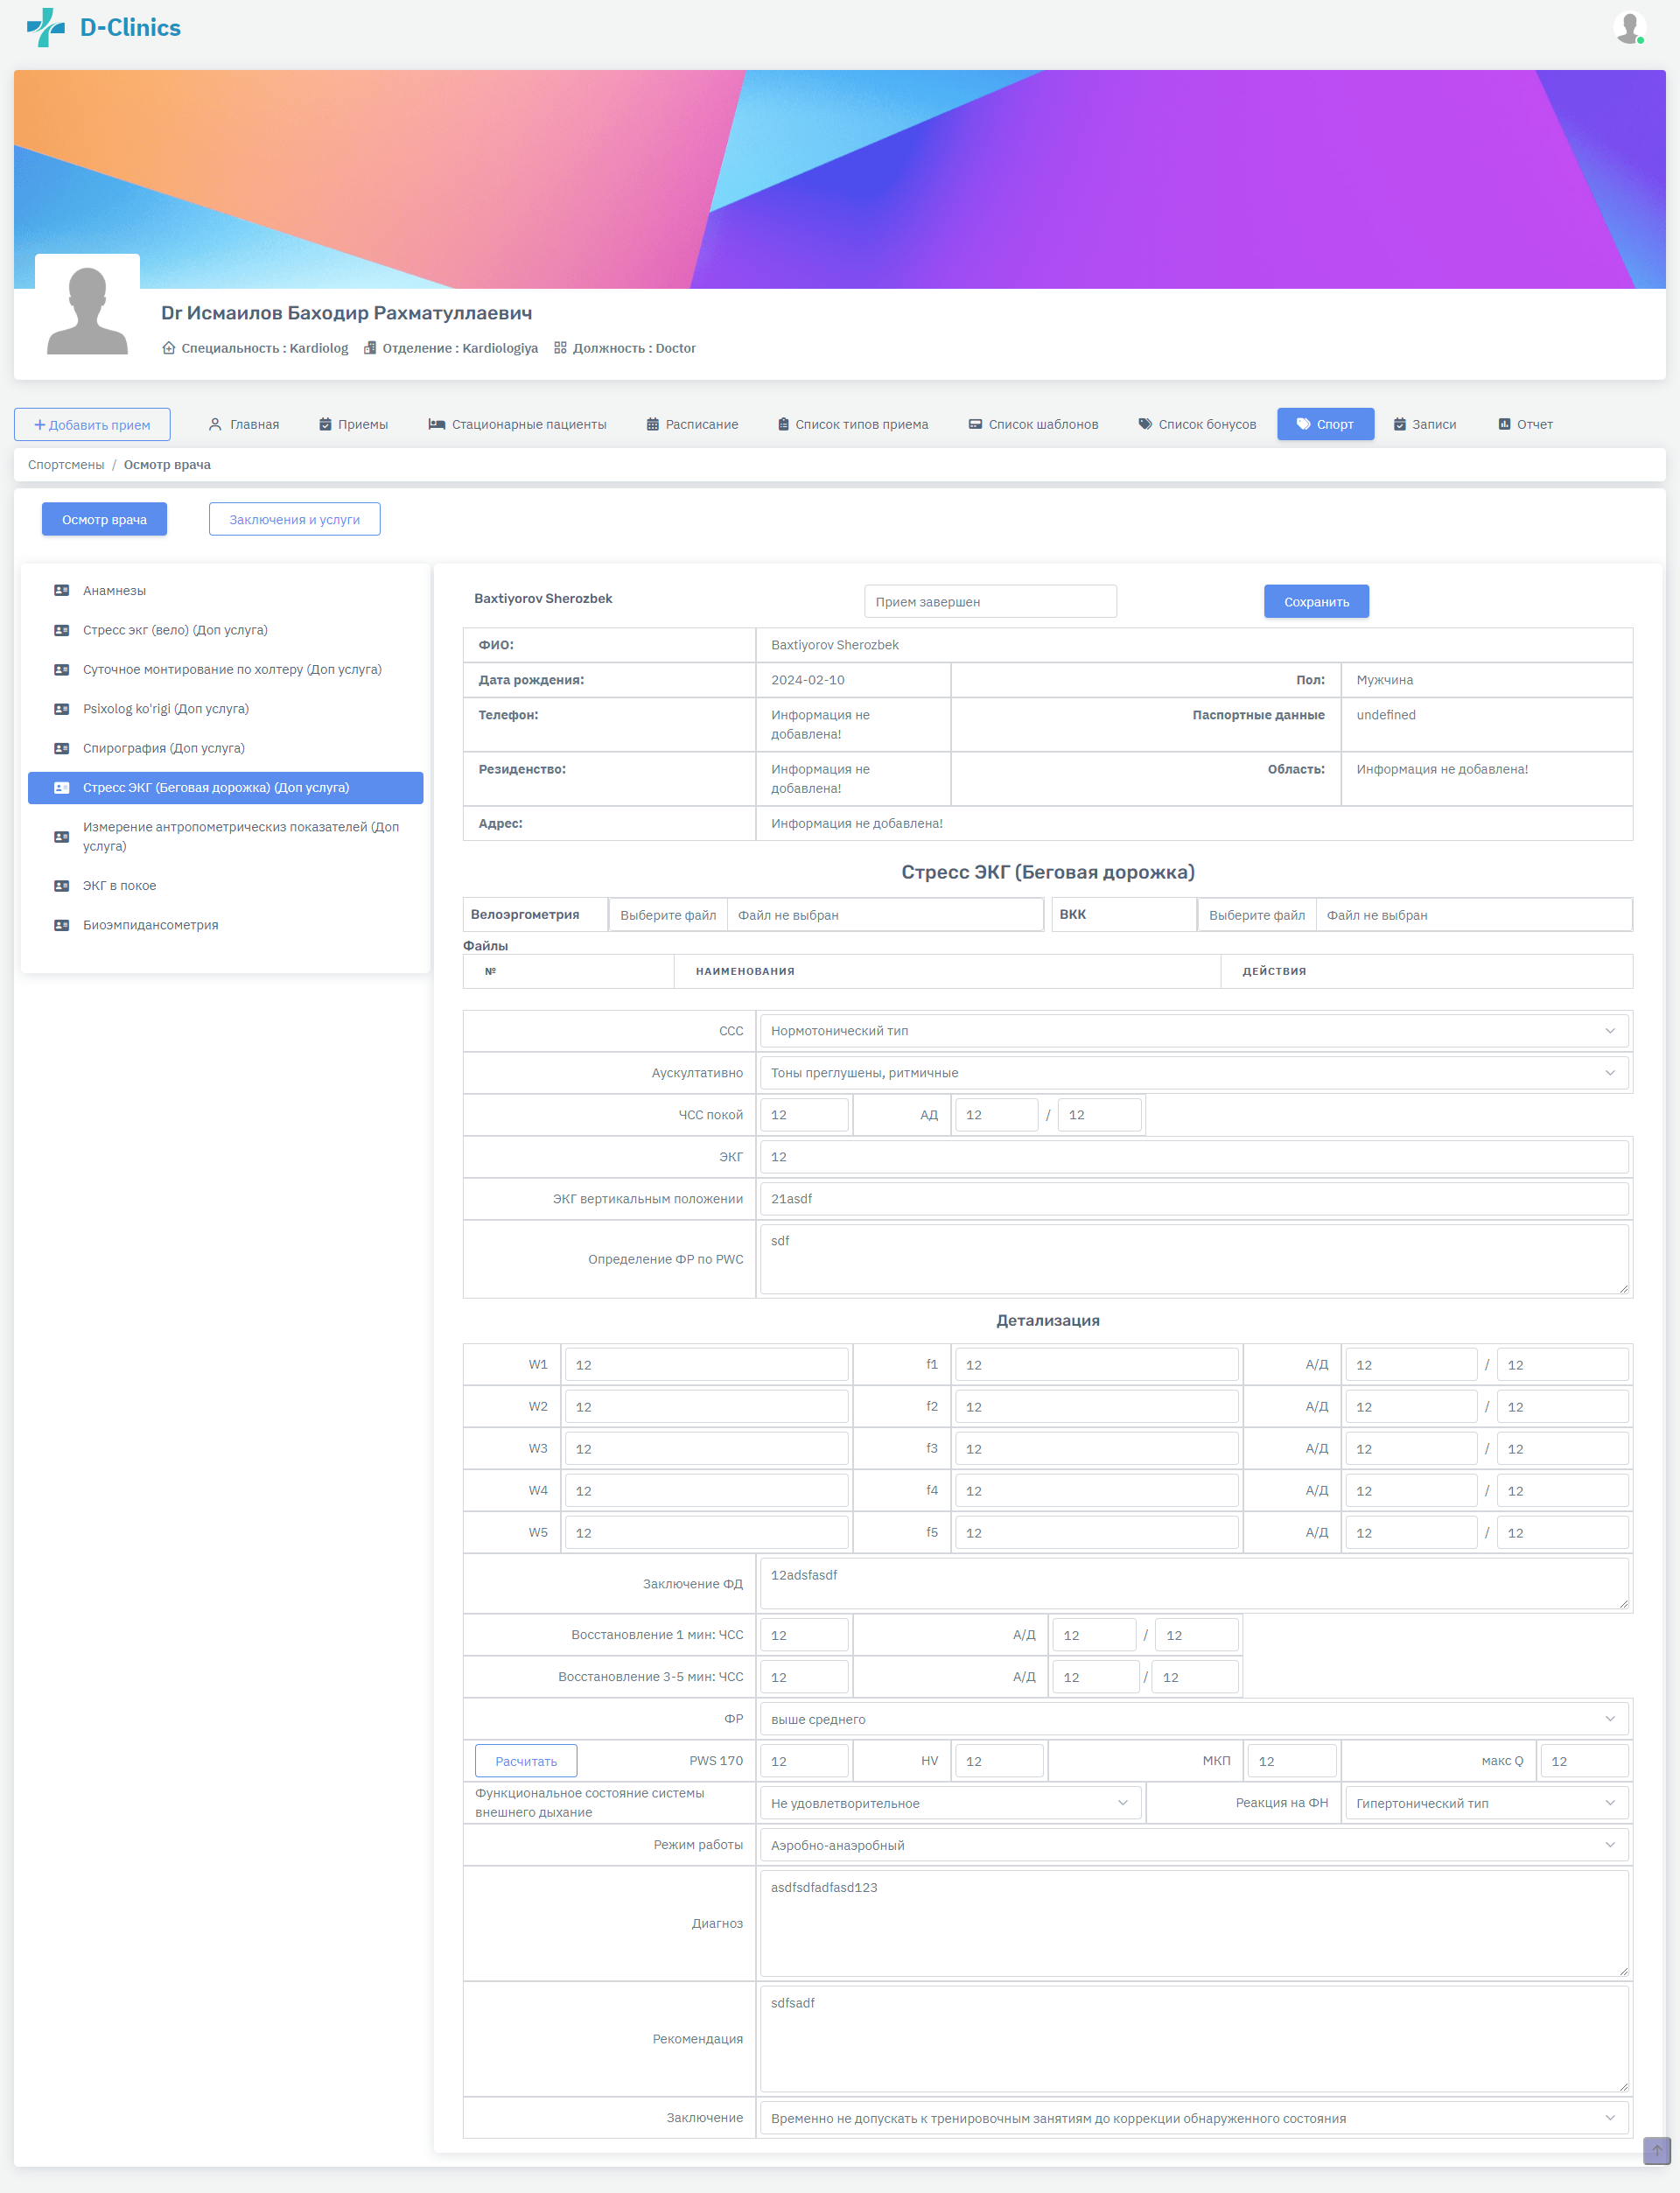 D-Clinics
Dr Исмаилов Баходир Рахматуллаевич
Специальность : Kardiolog Отделение : Kardiologiya Должность : Doctor
Добавить прием Главная Приемы Стационарные пациенты Расписание Список типов приема Список шаблонов Список бонусов Спорт Записи Отчет
Спортсмены / Осмотр врача
Осмотр врача Заключения и услуги
Анамнезы
Стресс экг (вело) (Доп услуга)
Суточное монтирование по холтеру (Доп услуга)
Psixolog ko'rigi (Доп услуга)
Спирография (Доп услуга)
Стресс ЭКГ (Беговая дорожка) (Доп услуга)
Измерение антропометрическиз показателей (Доп
услуга)
ЭКГ в покое
Биоэмпидансометрия
Baxtiyorov Sherozbek Прием завершен Сохранить
ФИО: Baxtiyorov Sherozbek
Дата рождения: 2024-02-10 Пол: Мужчина
Телефон: Информация не добавлена! Паспортные данные undefined
Резиденство: Информация не добавлена! Область: Информация не добавлена!
Адрес: Информация не добавлена!
Стресс ЭКГ (Беговая дорожка)
Велоэргометрия Выберите файл Файл не выбран ВКК Выберите файл Файл не выбран
Файлы
№ НАИМЕНОВАНИЯ ДЕЙСТВИЯ
ССС Нормотонический тип
Аускультативно Тоны преглушены, ритмичные
ЧСС покой 12 АД 12 / 12
ЭКГ 12
ЭКГ вертикальным положении 21asdf
Определение ФР по PWC sdf
Детализация
W1 12 f1 12 А/Д 12 / 12
W2 12 f2 12 А/Д 12 / 12
W3 12 f3 12 А/Д 12 / 12
W4 12 f4 12 А/Д 12 / 12
W5 12 f5 12 А/Д 12 / 12
Заключение ФД 12adsfasdf
Восстановление 1 мин: ЧСС 12 А/Д 12 / 12
Восстановление 3-5 мин: ЧСС 12 А/Д 12 / 12
ФР выше среднего
Расчитать PWS 170 12 HV 12 МКП 12 макс Q 12
Функциональное состояние системы внешнего дыхание Не удовлетворительное Реакция на ФН Гипертонический тип
Режим работы Аэробно-анаэробный
Диагноз asdfsdfadfasd123
Рекомендация sdfsadf
Заключение Временно не допускать к тренировочным занятиям до коррекции обнаруженного состояния